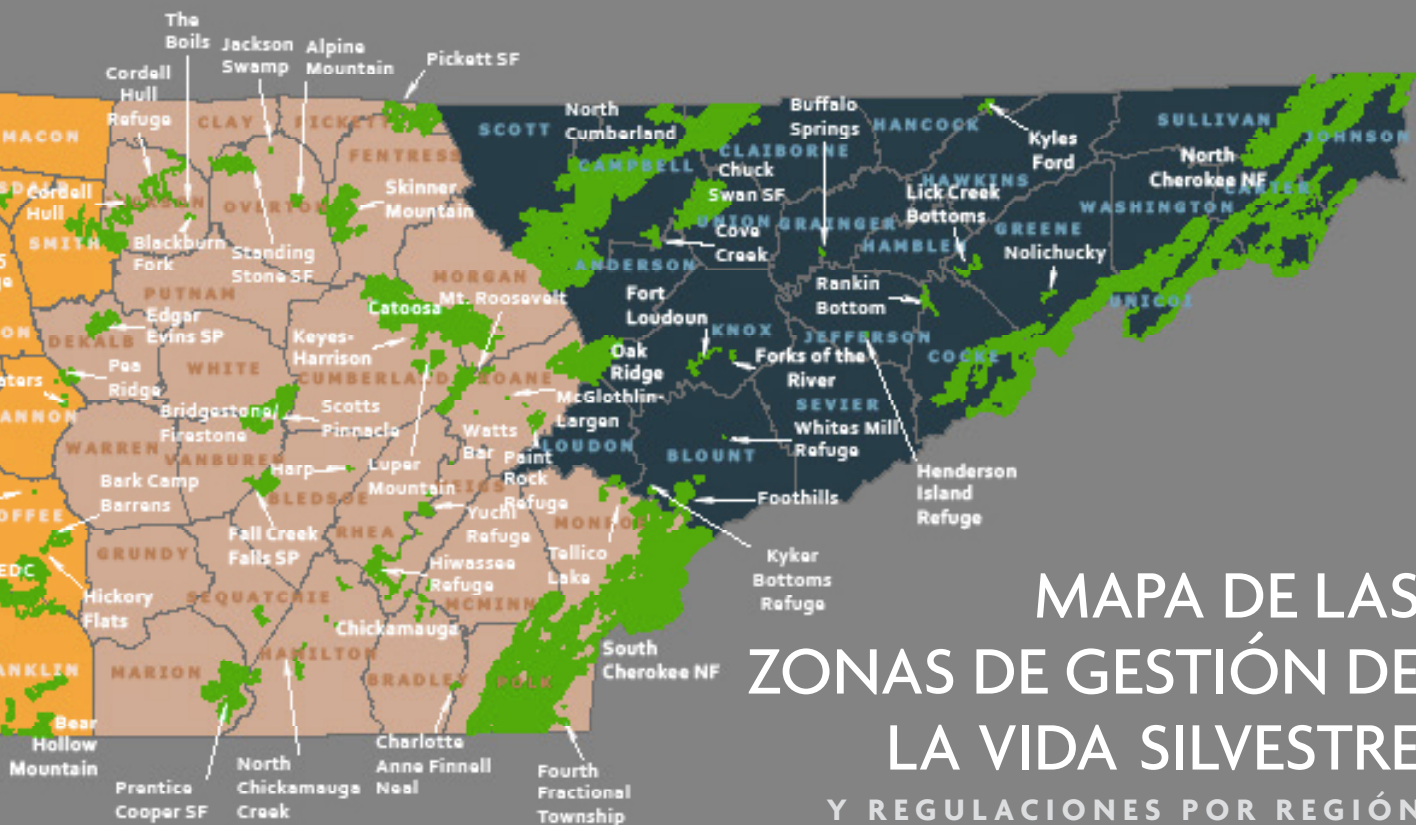 The
Boils
Jackson
Swamp
Alpine
Mountain
Pickett SF
Cordell
Hull
Refuge
MACON
CLAY
PICKETT
FENTRESS
SCOTT
North
Cumberland
CAMPBELL
CLAIBORNE
Buffalo
Springs
HANCOCK
Kyles
Ford
SULLIVAN
JOHNSON
North
Cherokee NF
CARTER
WASHINGTON
Cordell
Hull
SMITH
JACKSON
OVERTON
Skinner
Mountain
Chuck
Swan SF
UNION
Cove
Creek
GRAINGER
HAWKINS
Lick Creek
Bottoms
HAMBLEN
GREENE
Nolichucky
UNICOI
Blackburn
Fork
Standing
Stone SF
PUTNAM
MORGAN
ANDERSON
Edgar
Evins SP
DEKALB
Catoosa
Mt. Roosevelt
Fort
Loudoun
KNOX
Rankin
Bottom
JEFFERSON
COCKE
Keyes-
Harrison
CUMBERLAND
ROANE
Oak
Ridge
Forks of the
River
Pea
Ridge
WHITE
McGlothlin-
Largen
SEVIER
Whites Mill
Refuge
Bridgestone/
Firestone
Scotts
Pinnacle
Watts
Bar
Paint
Rock
Refuge
LOUDON
BLOUNT
WARREN
VANBUREN
Harp
Luper
Mountain
MEIGS
Henderson
Island
Refuge
Bark Camp
Barrens
BLEDSOE
Foothills
Yuchi
Refuge
MONROE
Fall Creek
Falls SP
RHEA
Tellico
Lake
Kyker
Bottoms
Refuge
GRUNDY
Hiwassee
Refuge
Hickory
Flats
SEQUATCHIE
MCMINN
Chickamauga
HAMILTON
MARION
BRADLEY
POLK
South
Cherokee NF
Bear
Hollow
Mountain
Prentice
Cooper SF
North
Chickamauga
Creek
Charlotte
Anne Finnell
Neal
Fourth
Fractional
Township
MAPA DE LAS
ZONAS DE GESTIÓN DE
LA VIDA SILVESTRE
Y REGULACIONES POR REGIÓN